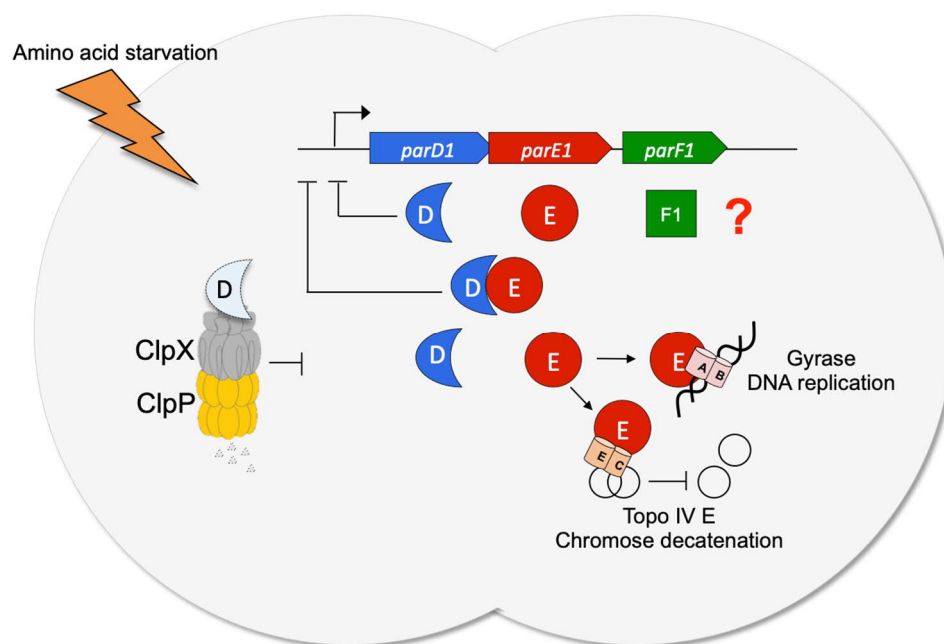 Amino acid starvation
parD1 parE1 parF1
D E F1 ?
D E
D
ClpX
ClpP
D E E A B
Gyrase
DNA replication
E
E C
Topo IV E
Chromose decatenation